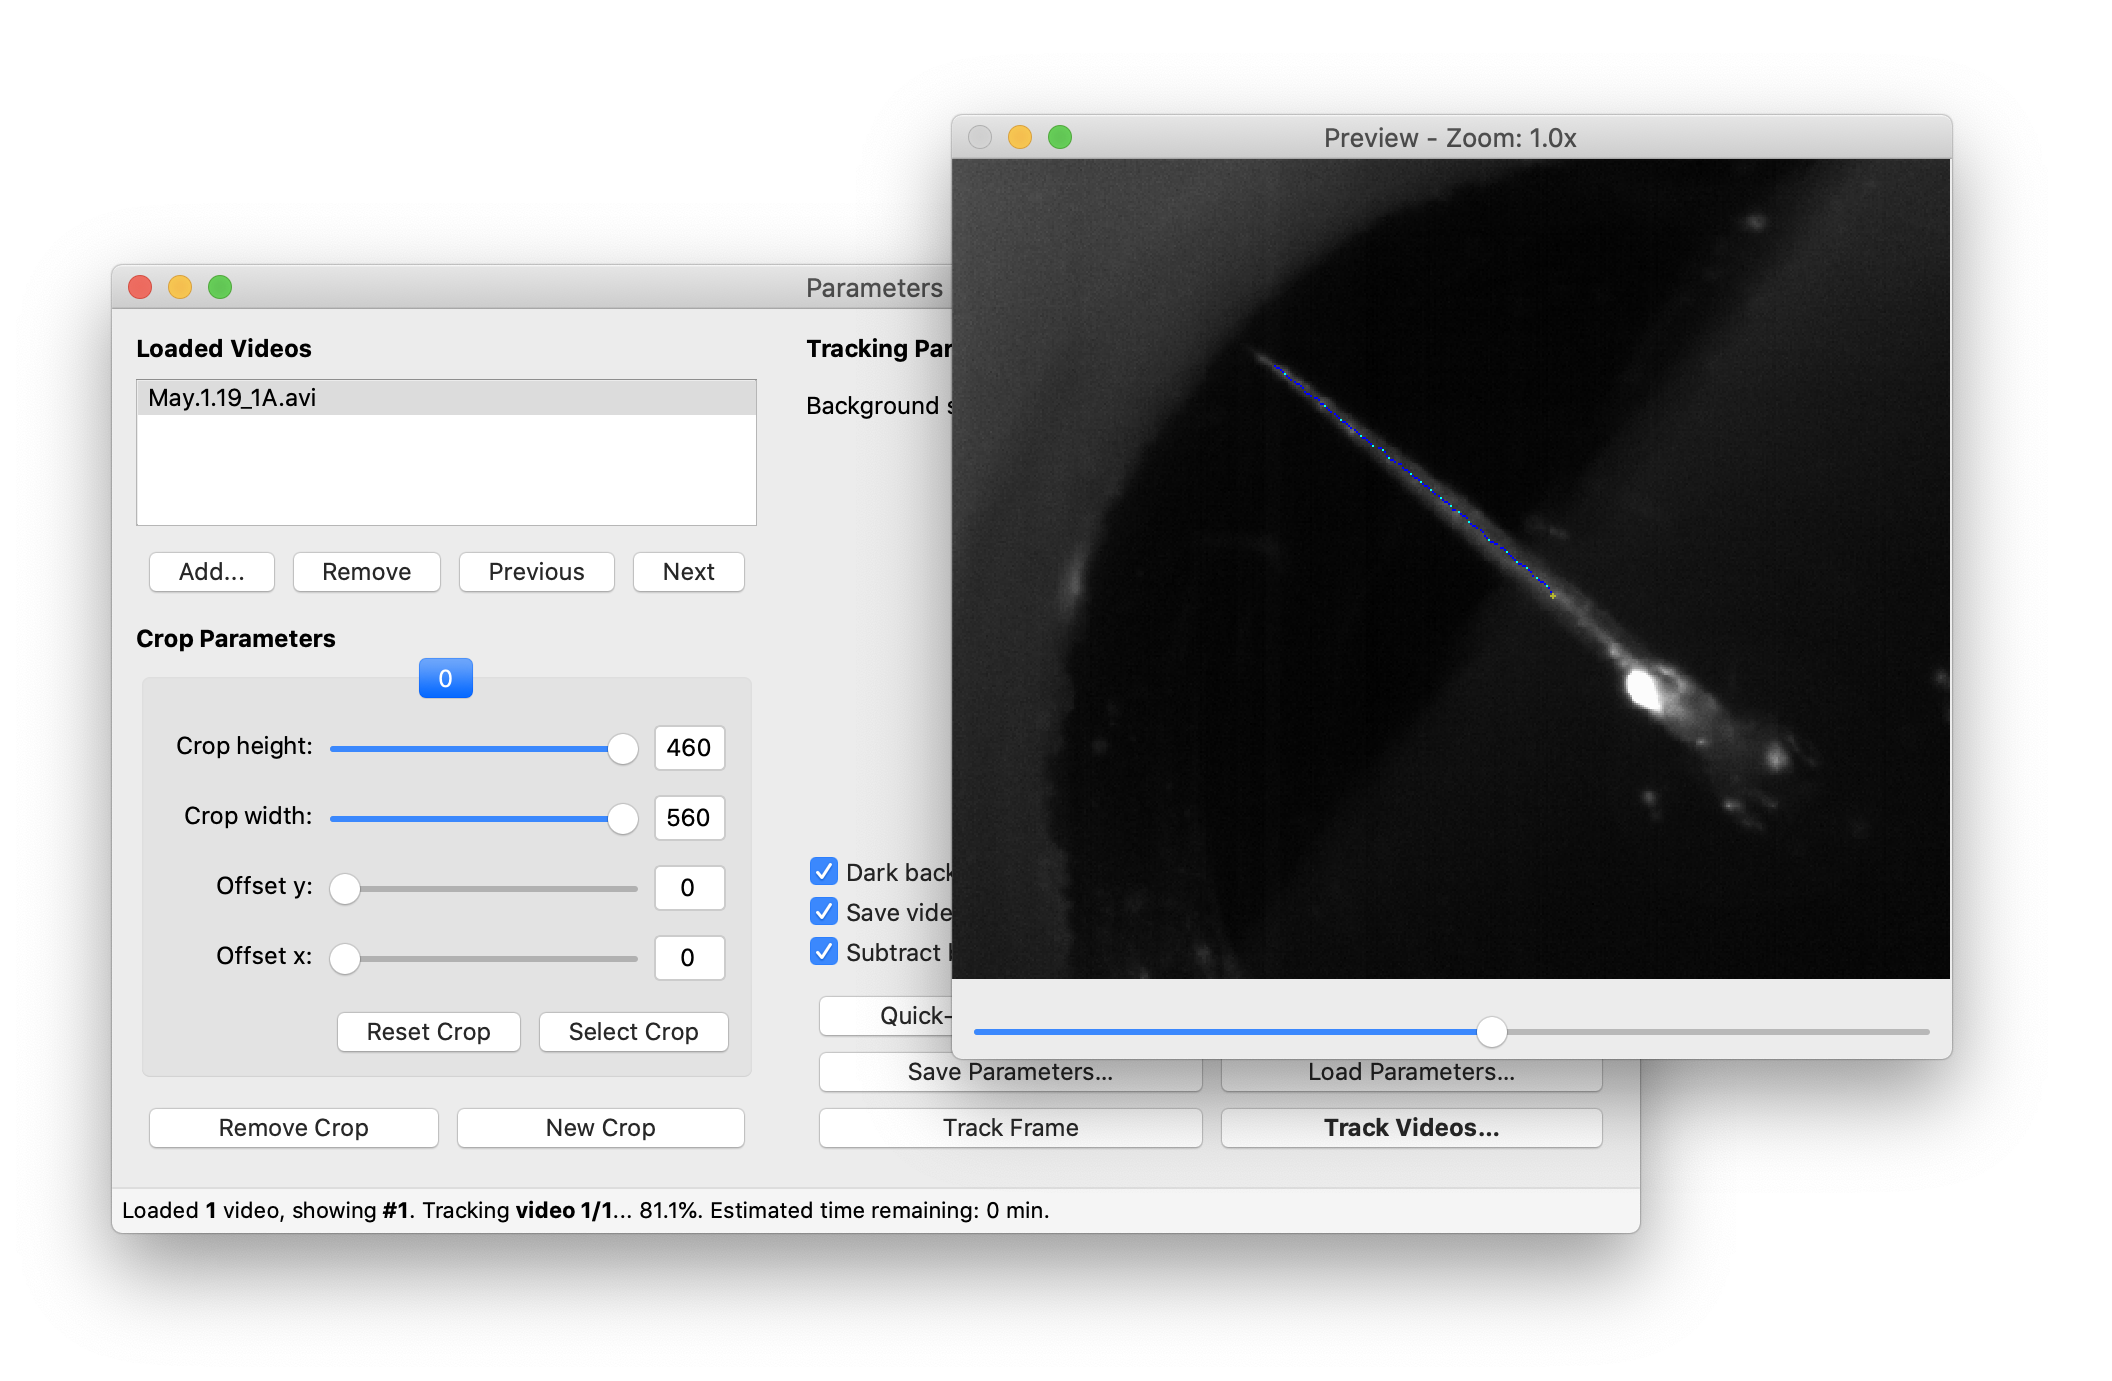 Preview - Zoom: 1.0x
Parameters
Loaded Videos
May.1.19_1A.avi
Add...
Remove
Previous
Next
Crop Parameters
0
Crop height:
460
Crop width:
560
Offset y:
0
Offset x:
0
Reset Crop
Select Crop
Remove Crop
New Crop
Tracking
Background
Dark
Save
Subtract
Quick-
Save Parameters...
Load Parameters...
Track Frame
Track Videos...
Loaded 1 video, showing #1. Tracking video 1/1... 81.1%. Estimated time remaining: 0 min.